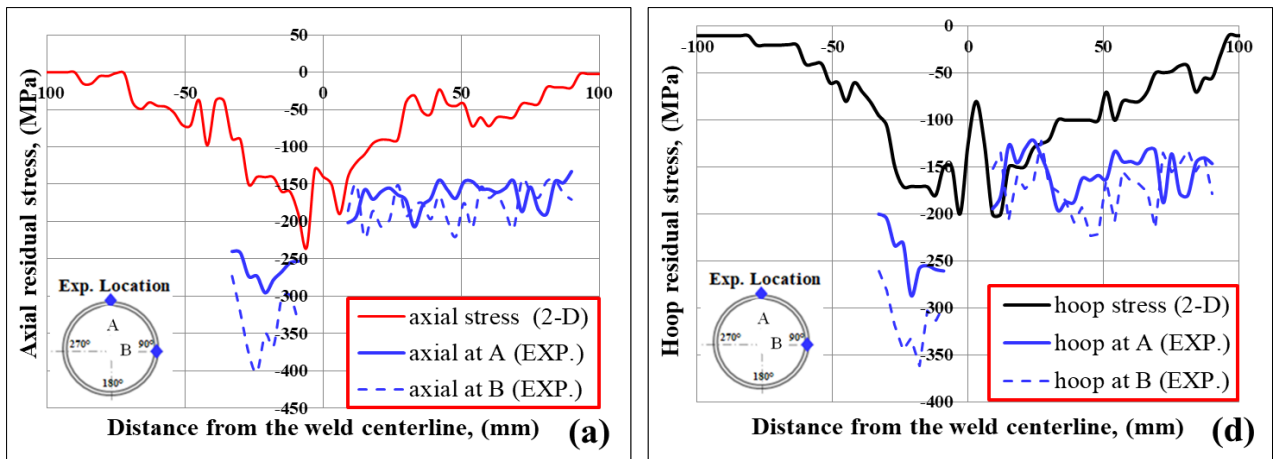 Axial residual stress, (MPa)
50
0
-50
-100
-150
-200
-250
-300
-350
-400
-450
-100
-50
0
50
100
Exp. Location
A
270°
B
90°
180°
axial stress (2-D)
axial at A (EXP.)
axial at B (EXP.)
Distance from the weld centerline, (mm)
(a)
Hoop residual stress, (MPa)
0
-50
-100
-150
-200
-250
-300
-350
-400
-100
-50
0
50
100
Exp. Location
A
270°
B
90°
180°
hoop stress (2-D)
hoop at A (EXP.)
hoop at B (EXP.)
Distance from the weld centerline, (mm)
(d)